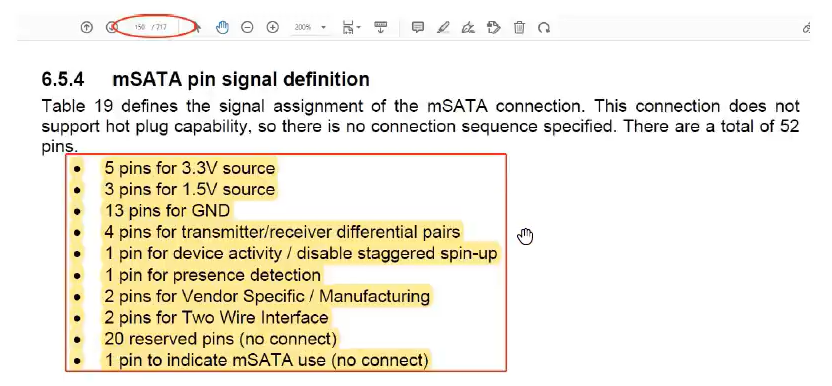 150 / 217
200%
6.5.4 mSATA pin signal definition
Table 19 defines the signal assignment of the mSATA connection. This connection does not
support hot plug capability, so there is no connection sequence specified. There are a total of 52
pins.
• 5 pins for 3.3V source
• 3 pins for 1.5V source
• 13 pins for GND
• 4 pins for transmitter/receiver differential pairs
• 1 pin for device activity / disable staggered spin-up
• 1 pin for presence detection
• 2 pins for Vendor Specific / Manufacturing
• 2 pins for Two Wire Interface
• 20 reserved pins (no connect)
• 1 pin to indicate mSATA use (no connect)